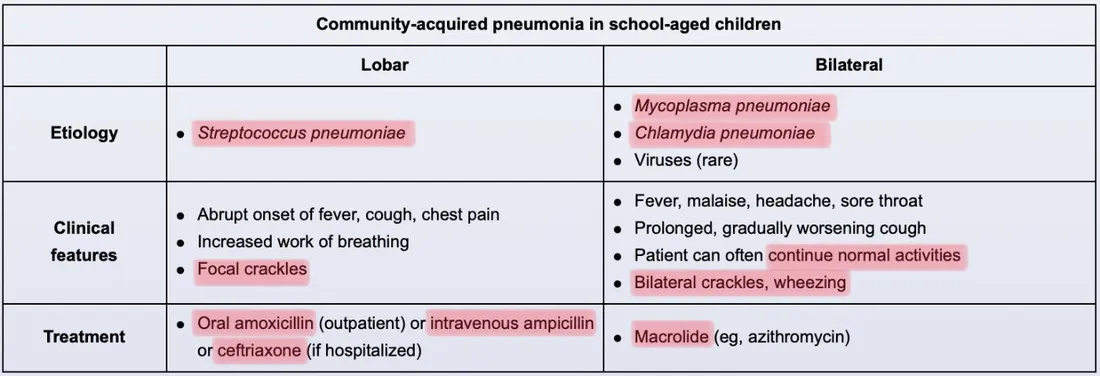 Community-acquired pneumonia in school-aged children
Lobar
Bilateral
Etiology
● Streptococcus pneumoniae
● Mycoplasma pneumoniae
● Chlamydia pneumoniae
● Viruses (rare)
Clinical
features
● Abrupt onset of fever, cough, chest pain
● Increased work of breathing
● Focal crackles
● Fever, malaise, headache, sore throat
● Prolonged, gradually worsening cough
● Patient can often continue normal activities
● Bilateral crackles, wheezing
Treatment
● Oral amoxicillin (outpatient) or intravenous ampicillin
or ceftriaxone (if hospitalized)
● Macrolide (eg, azithromycin)